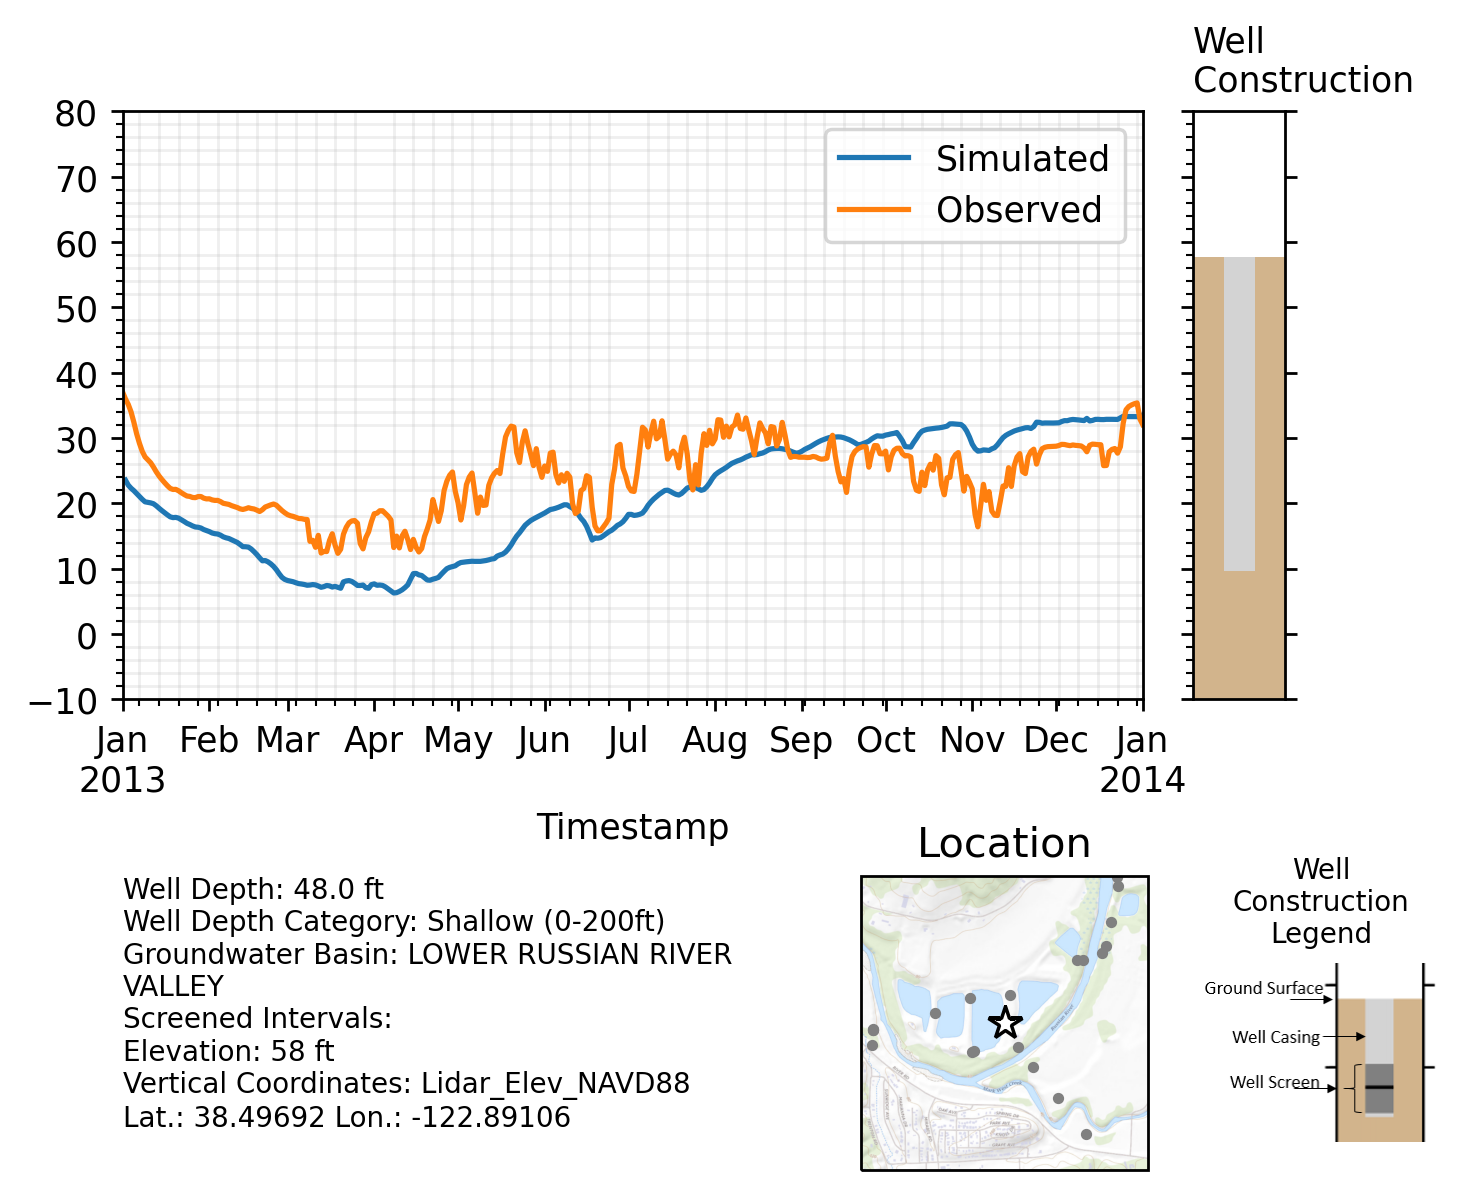 Well
Construction
80
70
60
50
40
30
20
10
0
−10
Simulated
Observed
Jan Feb Mar Apr May Jun Jul Aug Sep Oct Nov Dec Jan
2013 2014
Timestamp
Well Depth: 48.0 ft
Well Depth Category: Shallow (0-200ft)
Groundwater Basin: LOWER RUSSIAN RIVER
VALLEY
Screened Intervals:
Elevation: 58 ft
Vertical Coordinates: Lidar_Elev_NAVD88
Lat.: 38.49692 Lon.: -122.89106
Location
Well
Construction
Legend
Ground Surface
Well Casing
Well Screen